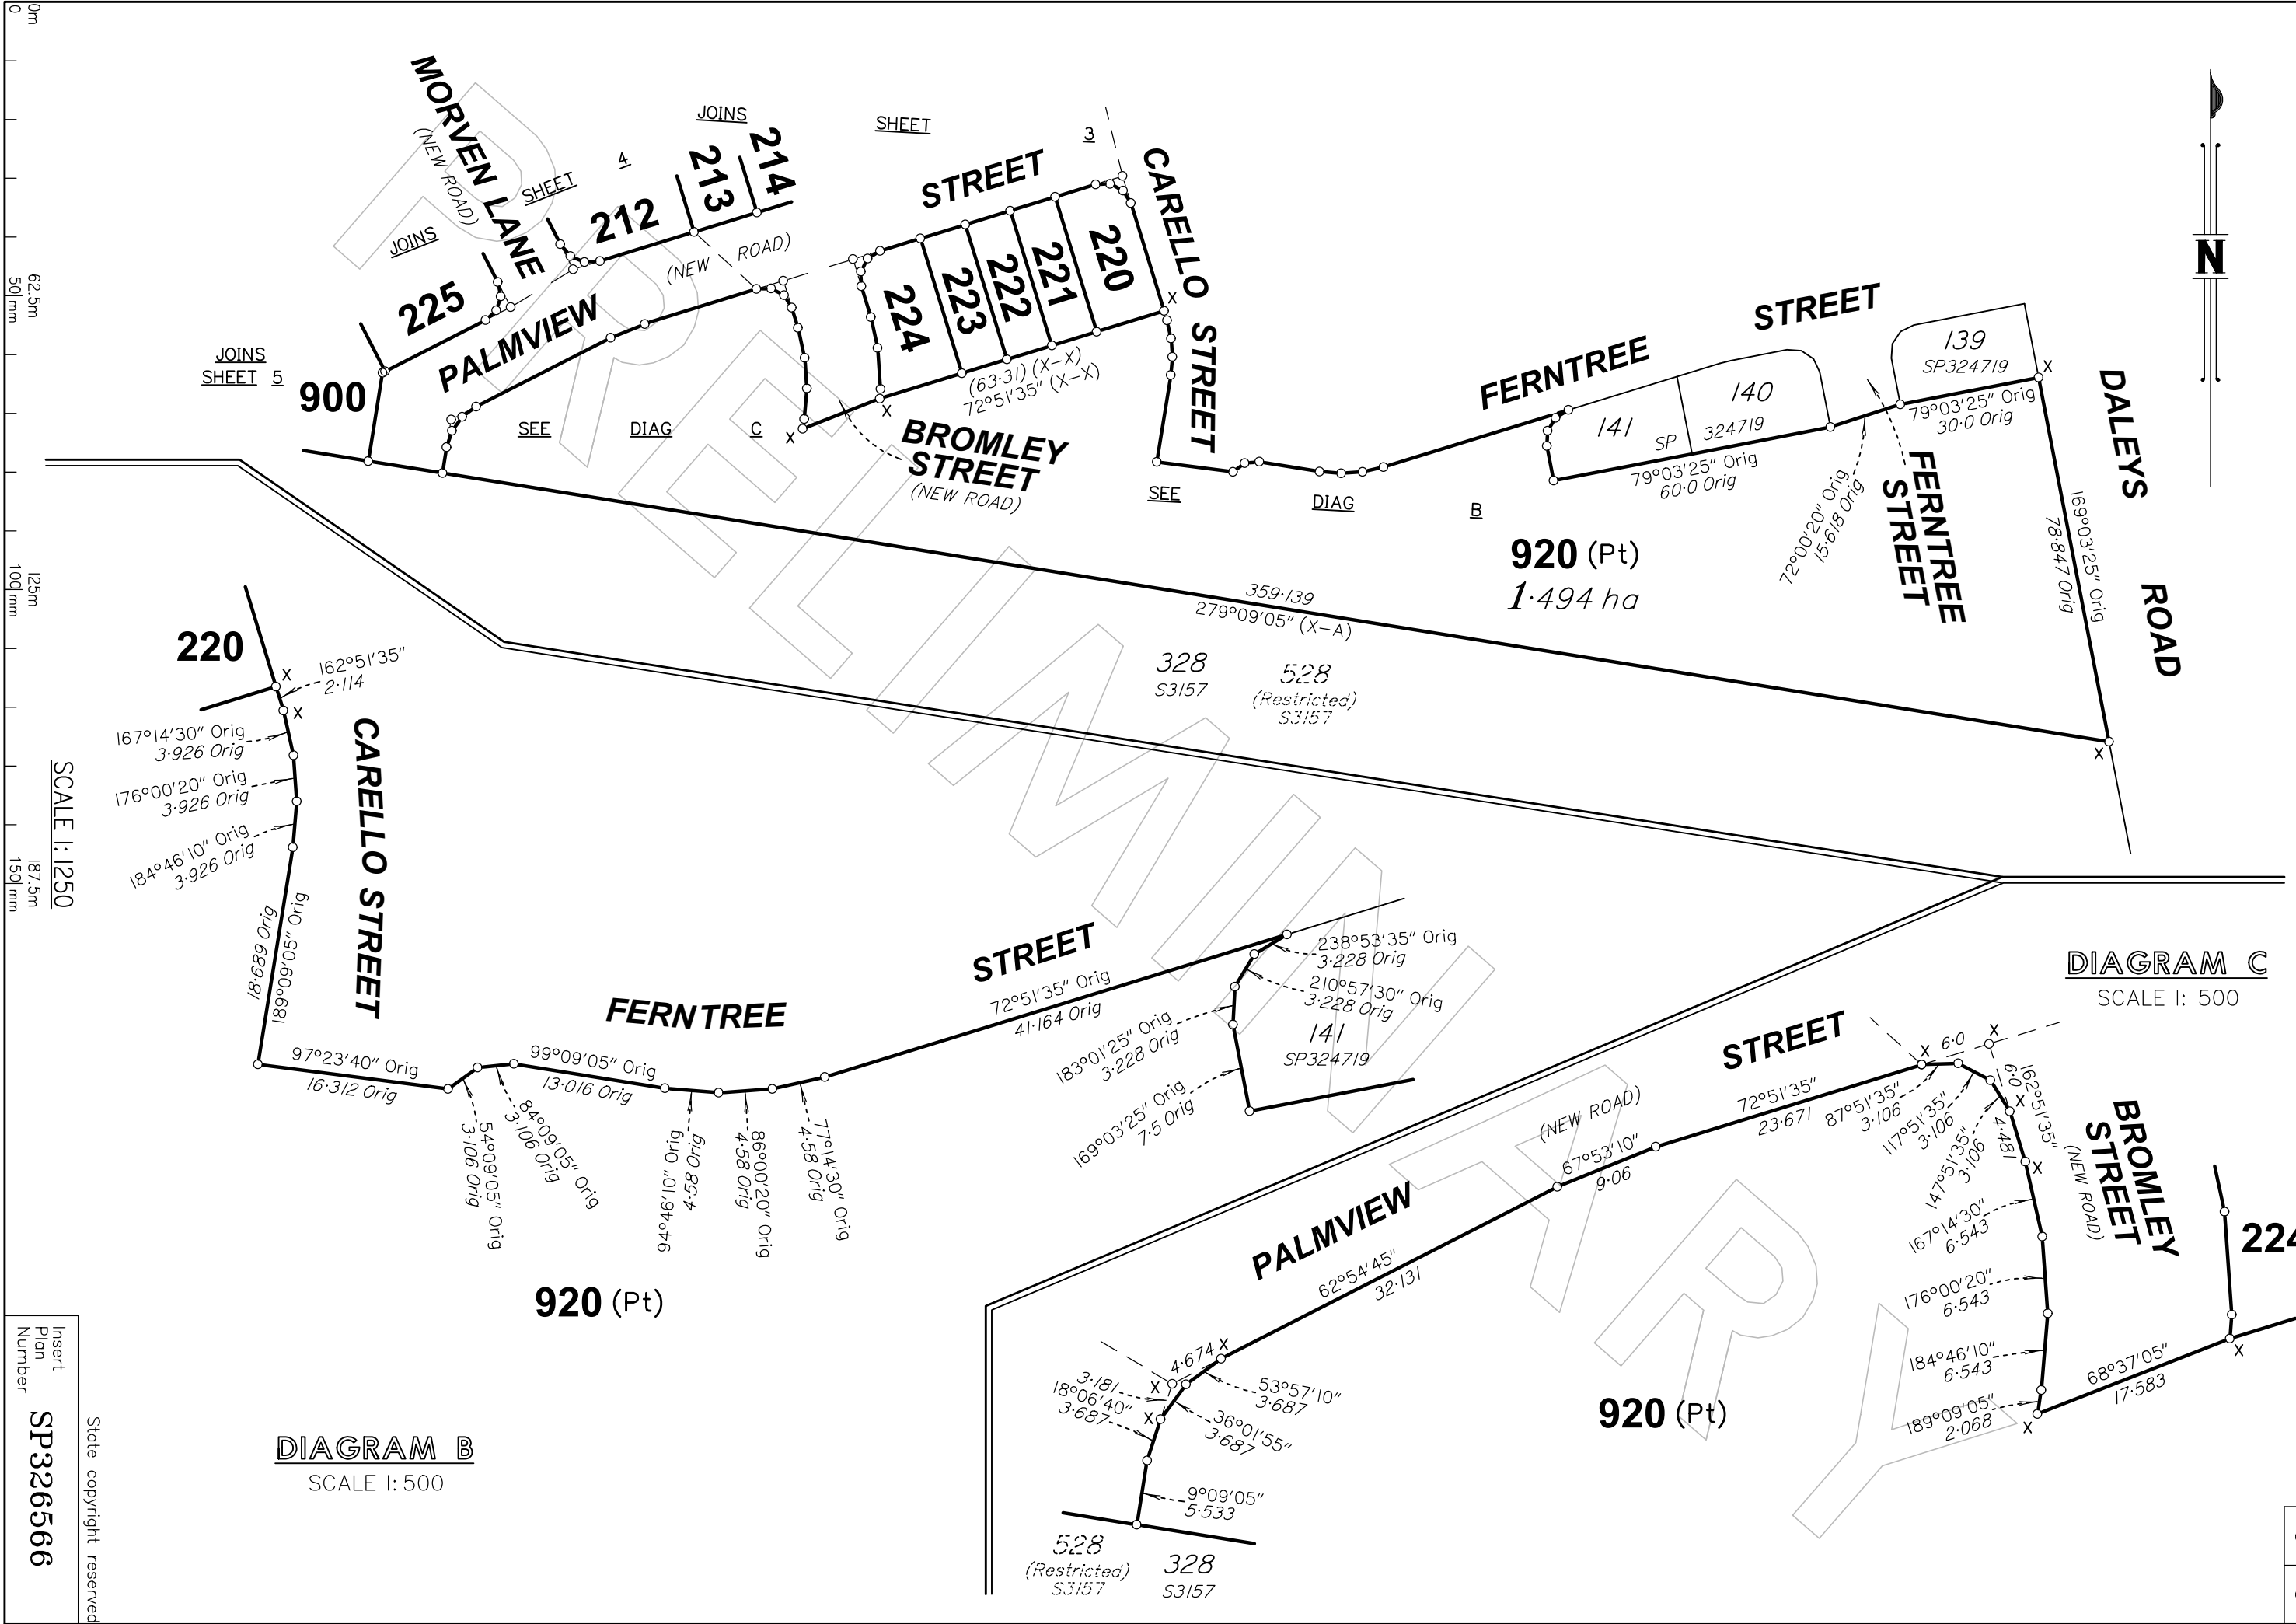 0m
0
62.5m
50 mm
125m
100 mm
187.5m
150 mm
SCALE 1: 1250
MORVEN LANE
(NEW ROAD)
JOINS
SHEET
4
JOINS
SHEET
3
JOINS
SHEET 5
225
900
212
213
214
PALMVIEW
STREET
(NEW ROAD)
224
223
222
221
220
(63·31) (X–X)
72°51'35" (X–X)
X
X
X
CARELLO STREET
BROMLEY
STREET
(NEW ROAD)
SEE DIAG C
SEE DIAG B
FERNTREE STREET
141
140
SP 324719
139
SP324719
X
79°03'25" Orig
60·0 Orig
79°03'25" Orig
30·0 Orig
72°00'20" Orig
15·618 Orig
FERNTREE
STREET
DALEYS ROAD
169°03'25" Orig
78·847 Orig
X
N
920 (Pt)
1·494 ha
359·139
279°09'05" (X–A)
328
S3157
528
(Restricted)
S3157
PRELIMINARY
220
X
X
162°51'35"
2·114
167°14'30" Orig
3·926 Orig
176°00'20" Orig
3·926 Orig
184°46'10" Orig
3·926 Orig
18·689 Orig
189°09'05" Orig
CARELLO STREET
97°23'40" Orig
16·312 Orig
54°09'05" Orig
3·106 Orig
84°09'05" Orig
3·106 Orig
99°09'05" Orig
13·016 Orig
94°46'10" Orig
4·58 Orig
86°00'20" Orig
4·58 Orig
77°14'30" Orig
4·58 Orig
FERNTREE STREET
72°51'35" Orig
41·164 Orig
238°53'35" Orig
3·228 Orig
210°57'30" Orig
3·228 Orig
183°01'25" Orig
3·228 Orig
169°03'25" Orig
7·5 Orig
141
SP324719
920 (Pt)
DIAGRAM B
SCALE 1: 500
DIAGRAM C
SCALE 1: 500
PALMVIEW STREET
(NEW ROAD)
62°54'45"
32·131
67°53'10"
9·06
72°51'35"
23·671
X
6·0
X
87°51'35"
3·106
117°51'35"
3·106
147°51'35"
3·106
6·0
162°51'35"
X
4·481
X
167°14'30"
6·543
176°00'20"
6·543
184°46'10"
6·543
189°09'05"
2·068
X
68°37'05"
17·583
X
BROMLEY
STREET
(NEW ROAD)
224
4·674
X
X
X
3·181
18°06'40"
3·687
53°57'10"
3·687
36°01'55"
3·687
9°09'05"
5·533
920 (Pt)
528
(Restricted)
S3157
328
S3157
Insert
Plan
Number
SP326566
State copyright reserved